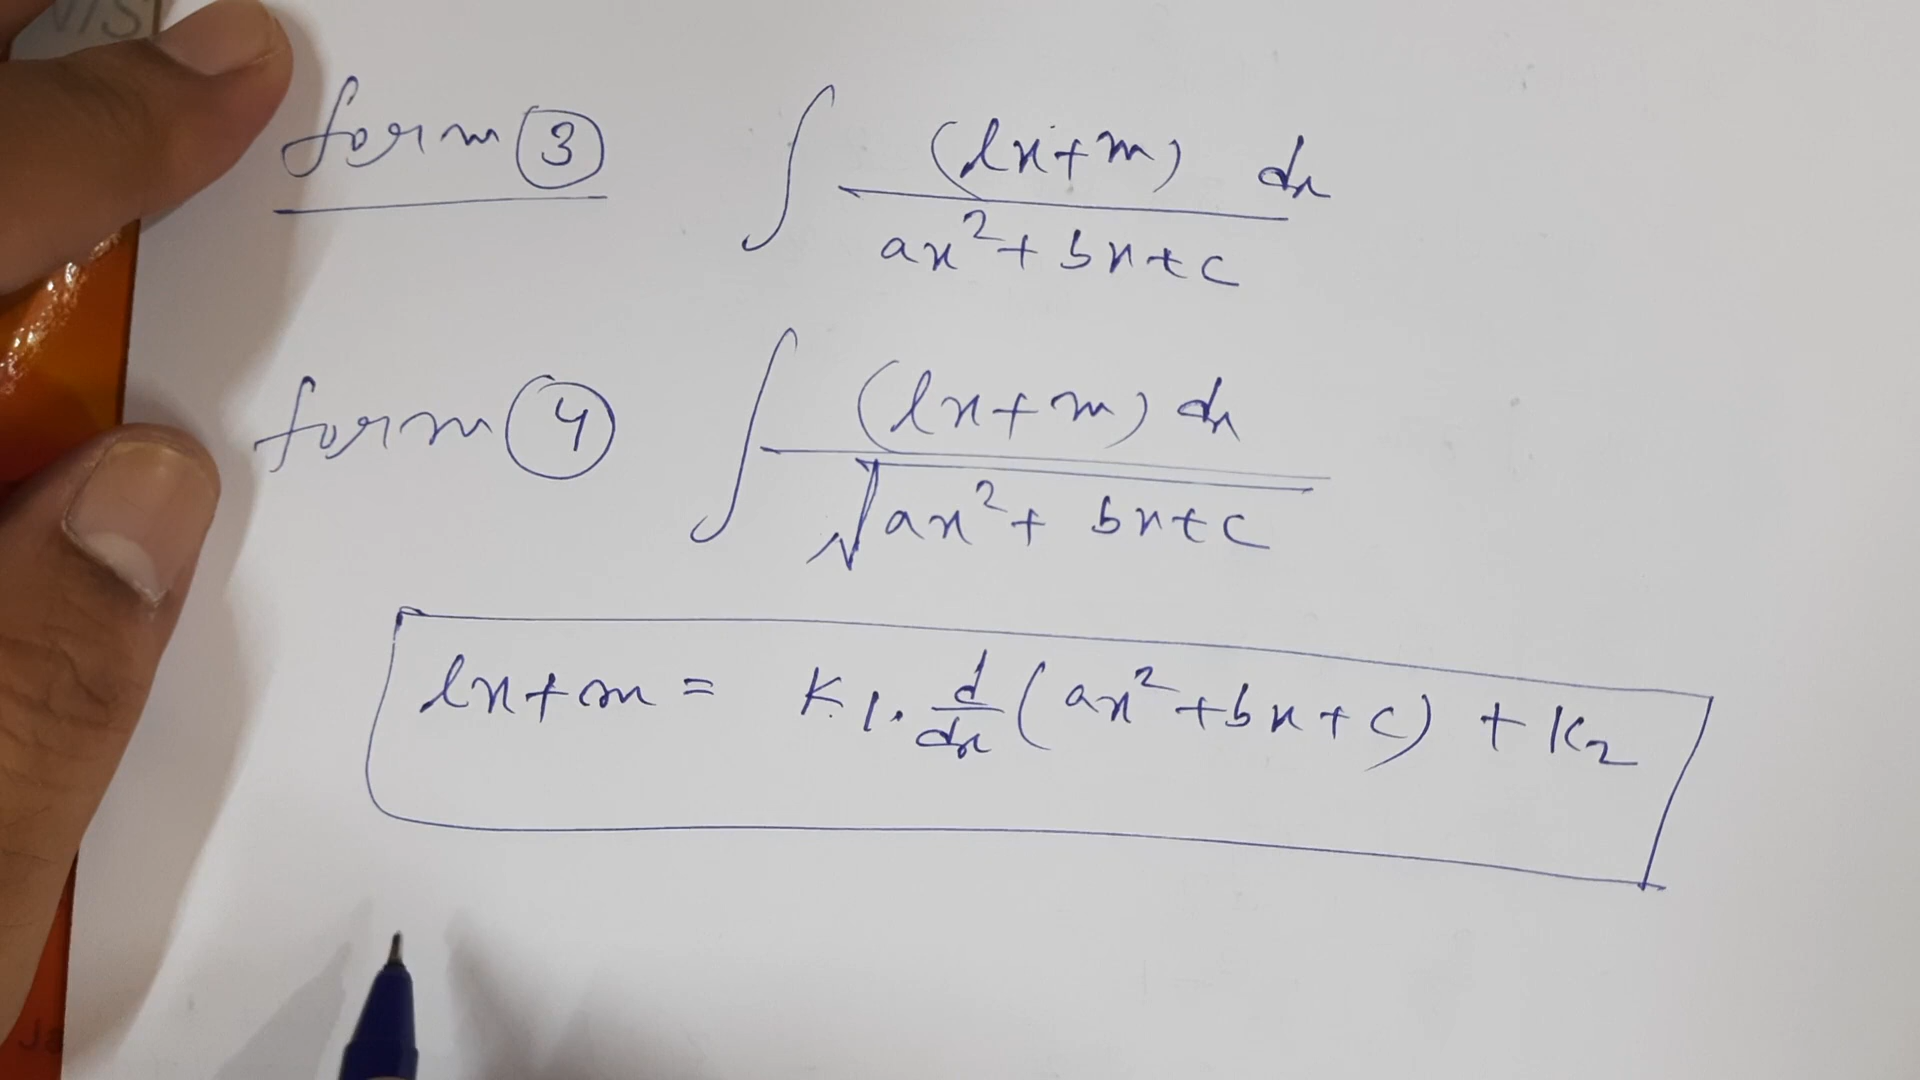 form ③ ∫ (lx+m) dx / ax²+bx+c
form ④ ∫ (lx+m) dx / √ax²+bx+c
lx+m = K1. d/dx (ax²+bx+c) + K2